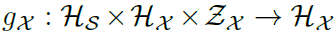 g_𝒳 : ℋ_𝒮 × ℋ_𝒳 × 𝒵_𝒳 → ℋ_𝒳